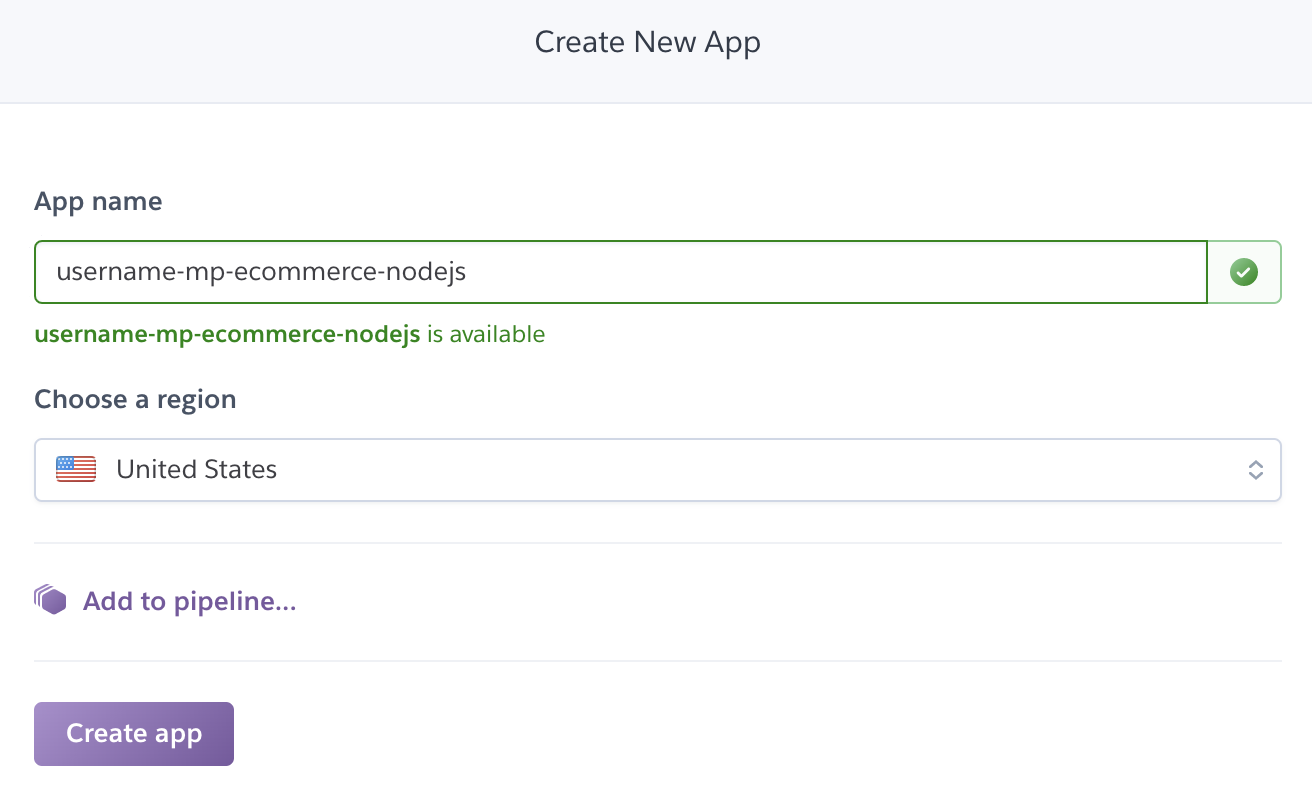 Create New App
App name
username-mp-ecommerce-nodejs
username-mp-ecommerce-nodejs is available
Choose a region
United States
Add to pipeline...
Create app